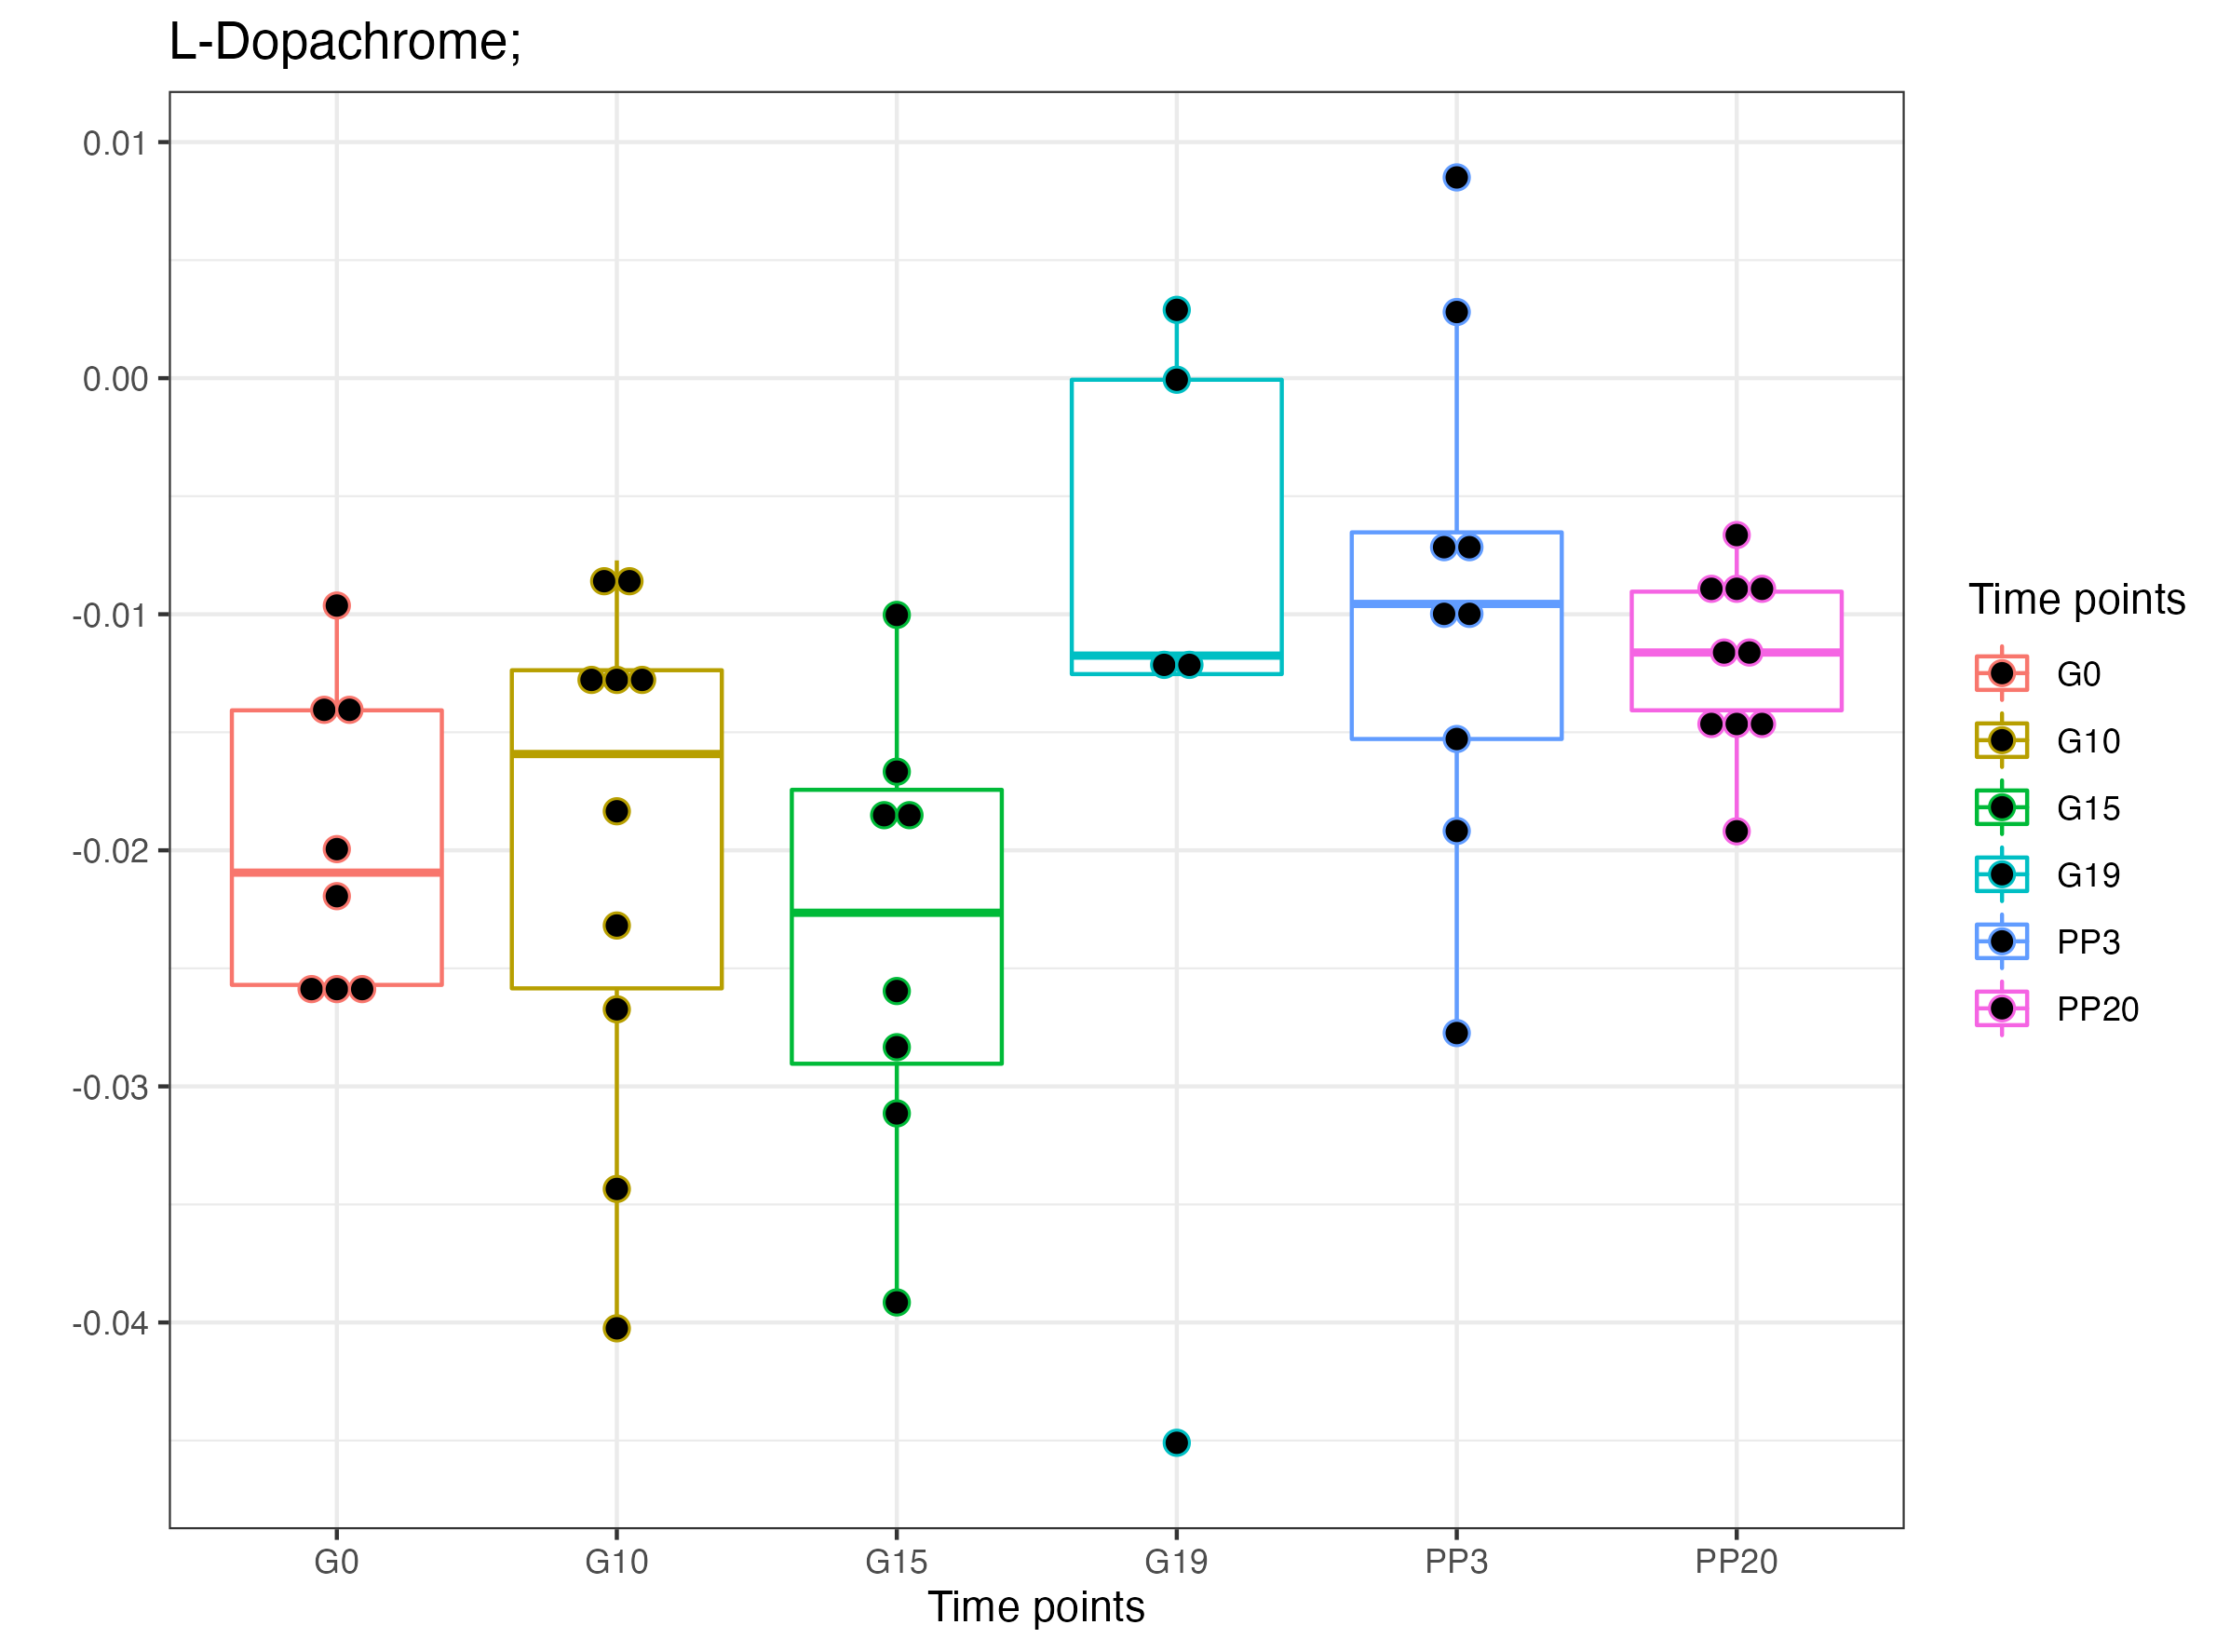 L-Dopachrome;
0.01
0.00
-0.01
-0.02
-0.03
-0.04
G0 G10 G15 G19 PP3 PP20
Time points
Time points
G0
G10
G15
G19
PP3
PP20